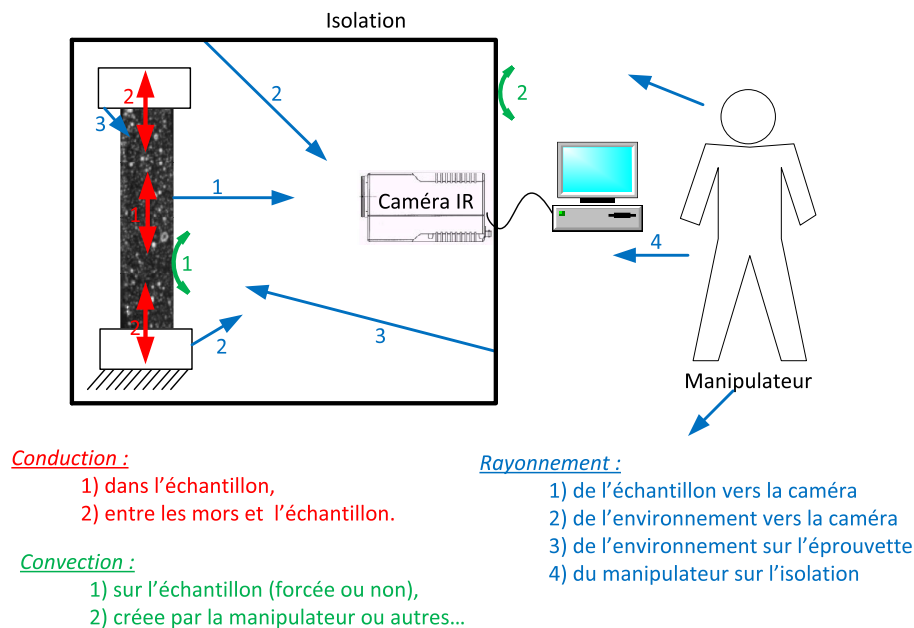 Isolation
2
2
2
3
1
Caméra IR
1
1
4
2
2
3
Manipulateur
Conduction :
1) dans l’échantillon,
2) entre les mors et l’échantillon.
Convection :
1) sur l’échantillon (forcée ou non),
2) créee par la manipulateur ou autres…
Rayonnement :
1) de l’échantillon vers la caméra
2) de l’environnement vers la caméra
3) de l’environnement sur l’éprouvette
4) du manipulateur sur l’isolation